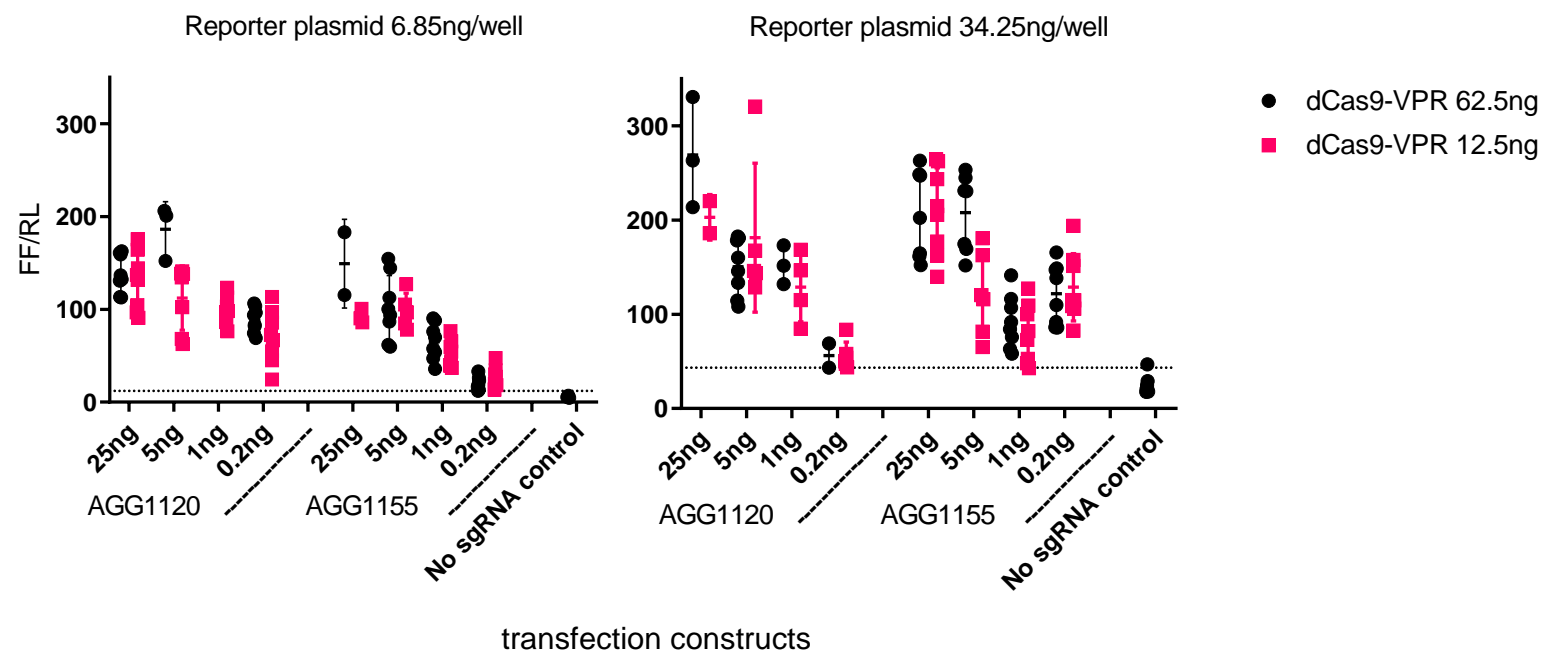 Reporter plasmid 6.85ng/well
Reporter plasmid 34.25ng/well
dCas9-VPR 62.5ng
dCas9-VPR 12.5ng
FF/RL
300
200
100
0
25ng
5ng
1ng
0.2ng
25ng
5ng
1ng
0.2ng
No sgRNA control
AGG1120
AGG1155
300
200
100
0
25ng
5ng
1ng
0.2ng
25ng
5ng
1ng
0.2ng
No sgRNA control
AGG1120
AGG1155
transfection constructs